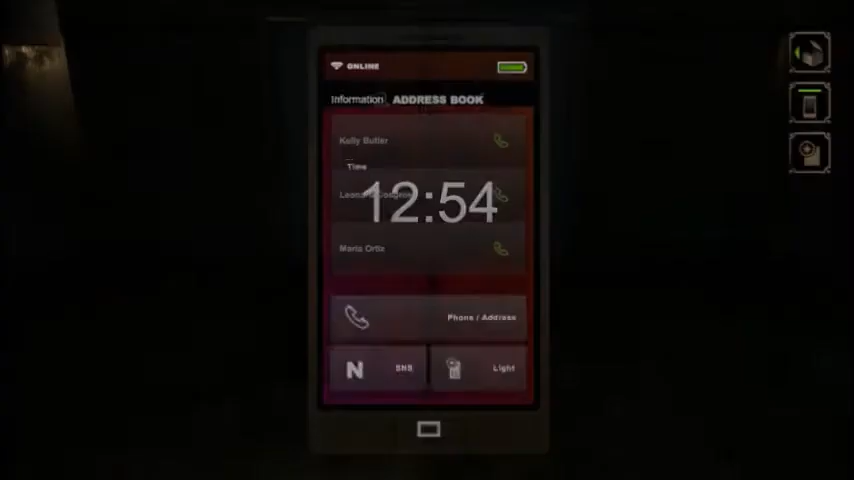 ONLINE
Information
ADDRESS BOOK
Kelly Butler
Time
12:54
Maria Ortiz
Phone / Address
N SNS
Light